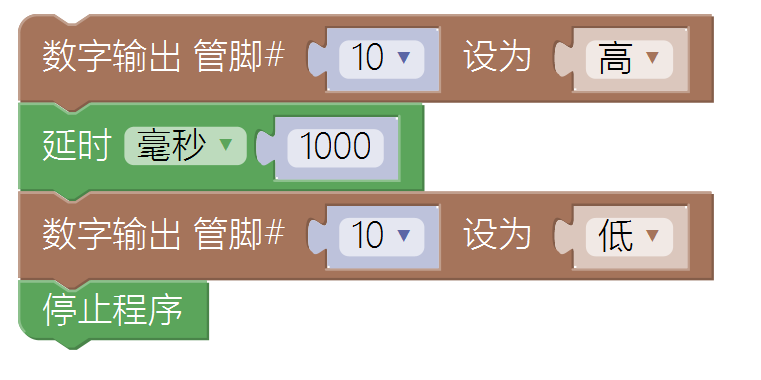 数字输出 管脚# 10 设为 高
延时 毫秒 1000
数字输出 管脚# 10 设为 低
停止程序